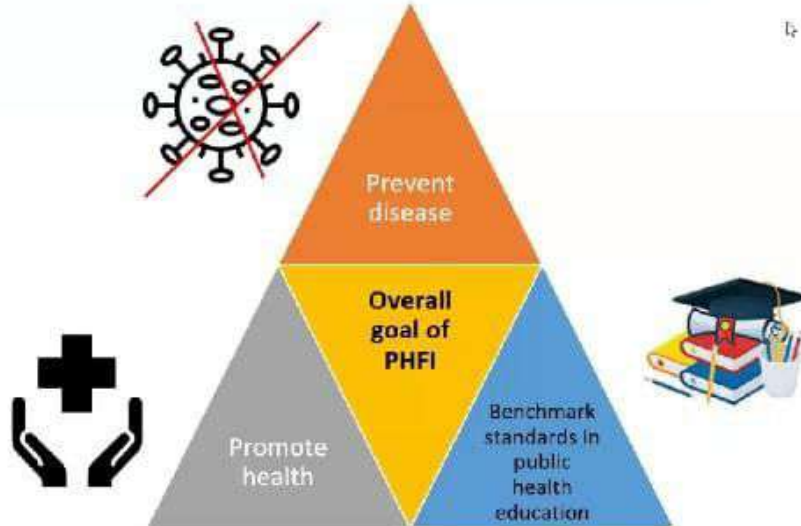 Prevent
disease
Overall
goal of
PHFI
Promote
health
Benchmark
standards in
public
health
education